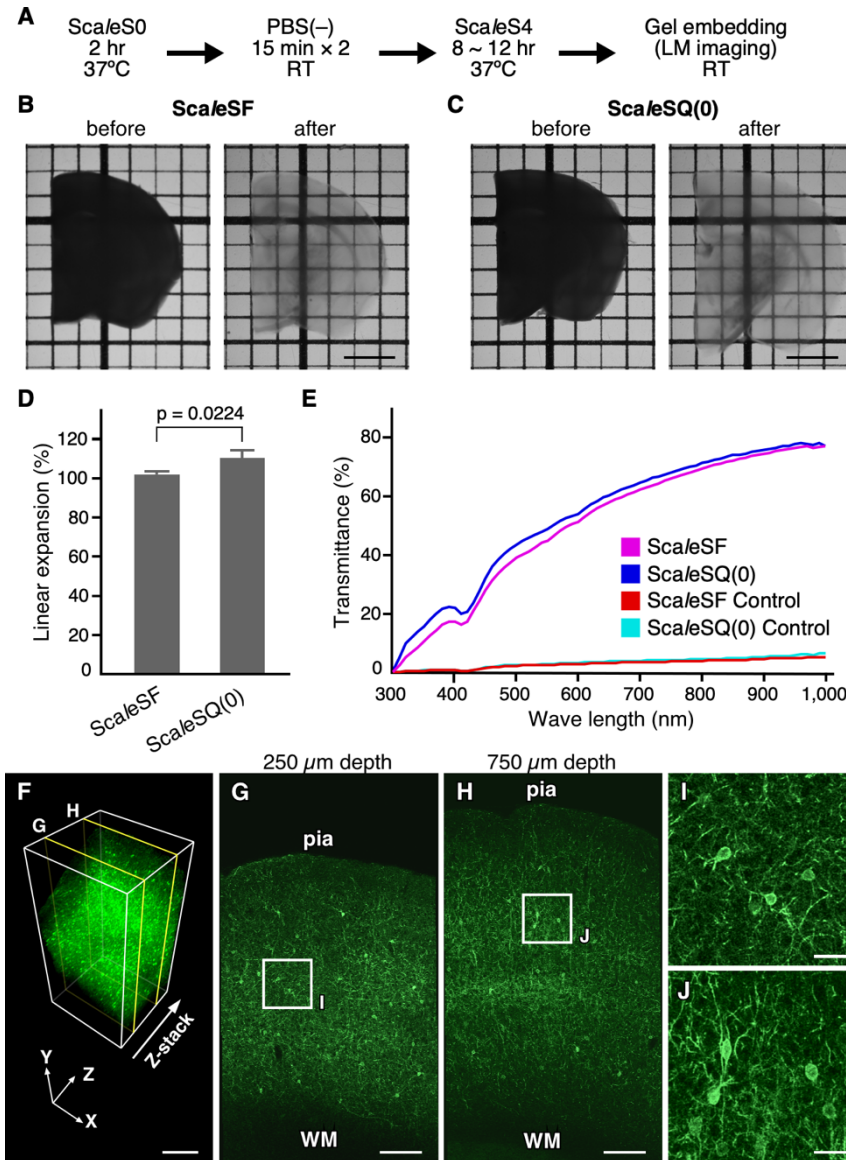 A
ScaleS0
2 hr
37ºC
PBS(–)
15 min × 2
RT
ScaleS4
8 ~ 12 hr
37ºC
Gel embedding
(LM imaging)
RT
B
ScaleSF
before
after
C
ScaleSQ(0)
before
after
D
p = 0.0224
Linear expansion (%)
120
100
80
60
40
20
0
ScaleSF
ScaleSQ(0)
E
Transmittance (%)
80
60
40
20
0
300
400
500
600
700
800
900
1,000
Wave length (nm)
ScaleSF
ScaleSQ(0)
ScaleSF Control
ScaleSQ(0) Control
F
G
H
Z-stack
Y
Z
X
250 µm depth
G
pia
I
WM
750 µm depth
H
pia
J
WM
I
J